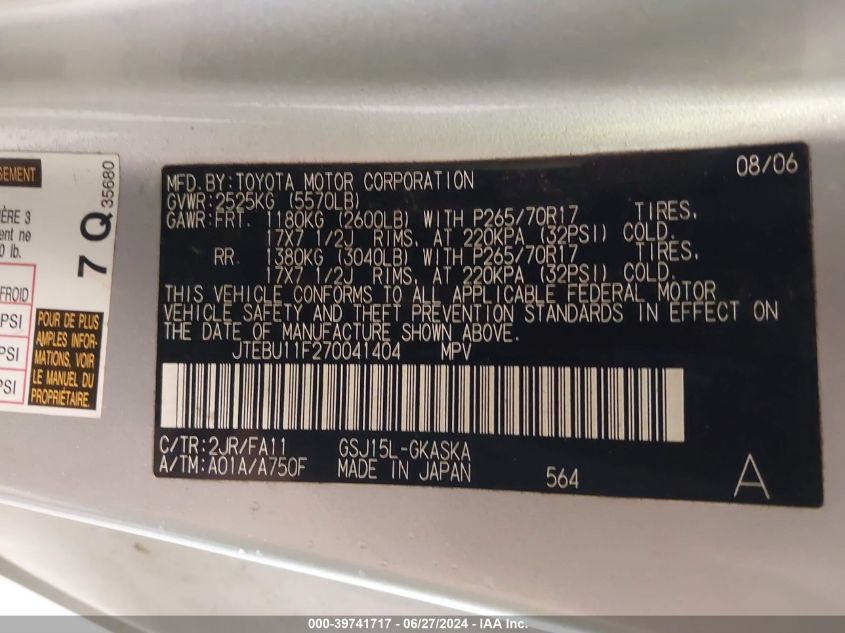 SEMENT
IÈRE 3
ent ne
0 lb.
7 Q 35680
FROID
PSI
PSI
PSI
POUR DE PLUS
AMPLES INFOR-
MATIONS, VOIR
LE MANUEL DU
PROPRIÉTAIRE.
MFD. BY: TOYOTA MOTOR CORPORATION 08/06
GVWR: 2525KG (5570LB)
GAWR: FRT. 1180KG (2600LB) WITH P265/70R17 TIRES,
17X7 1/2J RIMS, AT 220KPA (32PSI) COLD.
RR. 1380KG (3040LB) WITH P265/70R17 TIRES,
17X7 1/2J RIMS, AT 220KPA (32PSI) COLD.
THIS VEHICLE CONFORMS TO ALL APPLICABLE FEDERAL MOTOR
VEHICLE SAFETY AND THEFT PREVENTION STANDARDS IN EFFECT ON
THE DATE OF MANUFACTURE SHOWN ABOVE.
JTEBU11F270041404 MPV
C/TR: 2JR/FA11 GSJ15L-GKASKA
A/TM: A01A/A750F MADE IN JAPAN 564 A
000-39741717 - 06/27/2024 - IAA Inc.